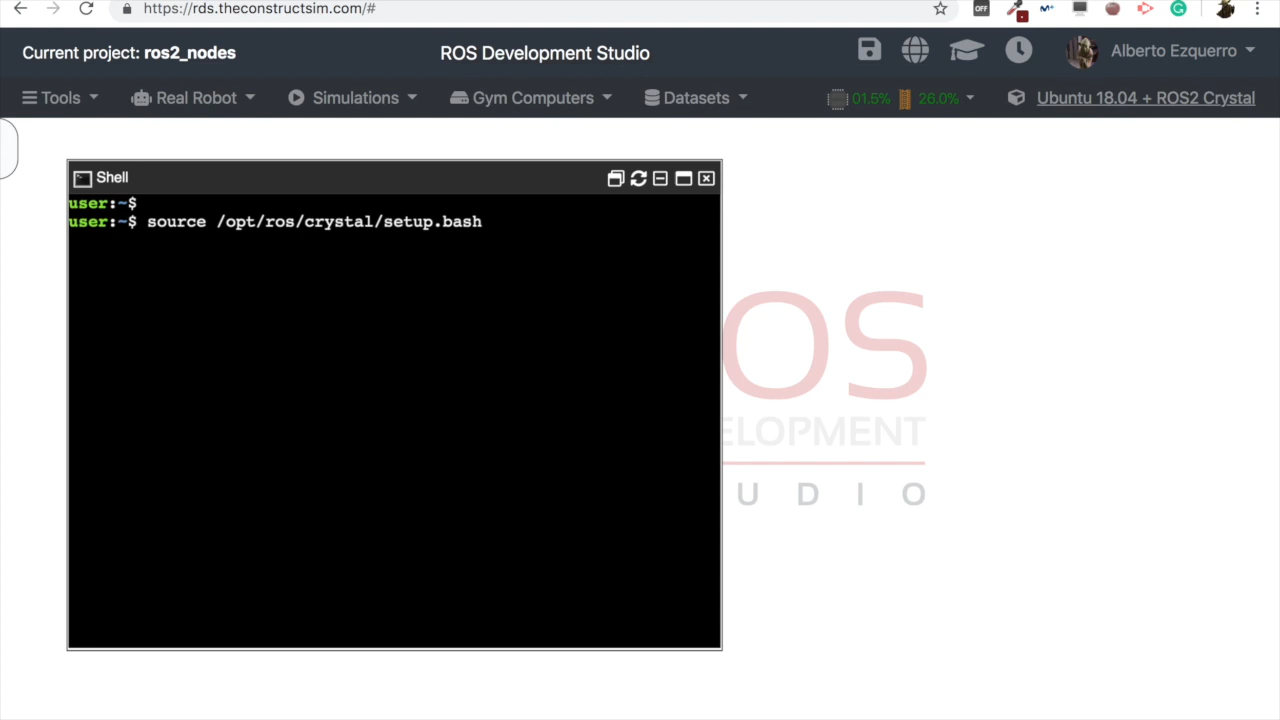 https://rds.theconstructsim.com/#
OFF
M+
Current project: ros2_nodes
ROS Development Studio
Alberto Ezquerro
Tools
Real Robot
Simulations
Gym Computers
Datasets
01.5%
26.0%
Ubuntu 18.04 + ROS2 Crystal
Shell
user:~$
user:~$ source /opt/ros/crystal/setup.bash
OS
ELOPMENT
U D I O